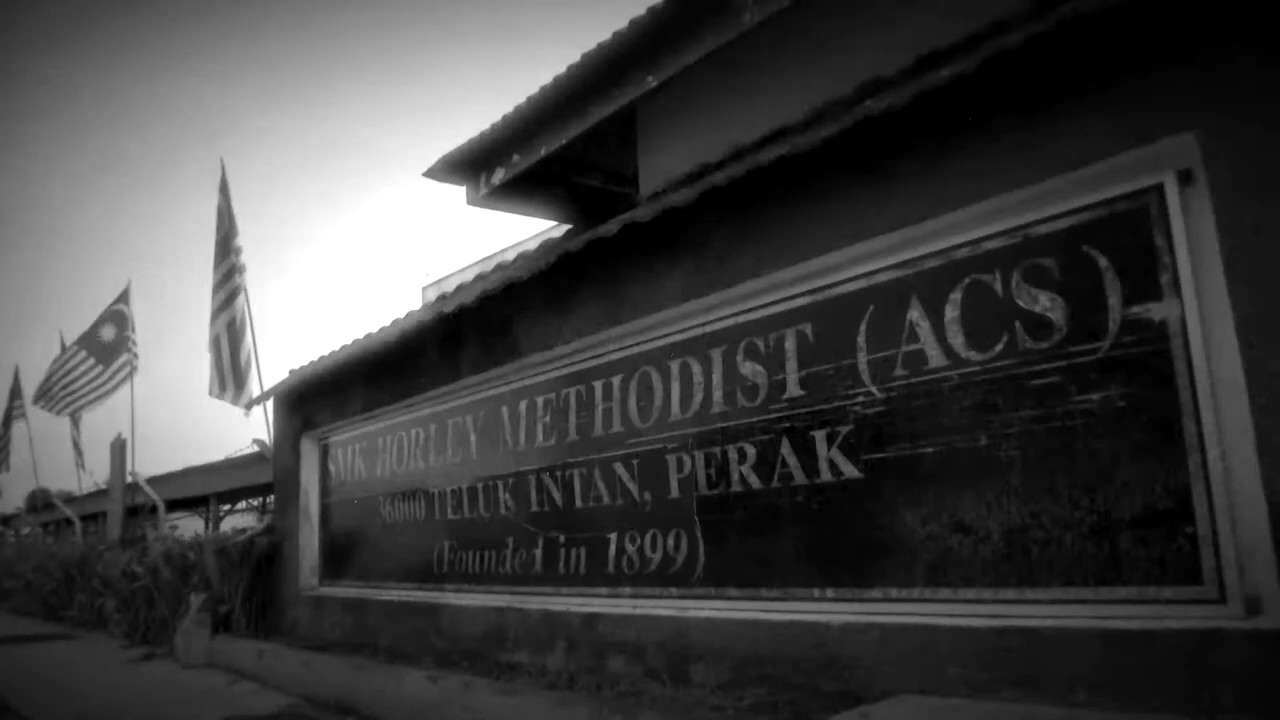 SMK HORLEY METHODIST (ACS)
36000 TELUK INTAN, PERAK
(Founded in 1899)